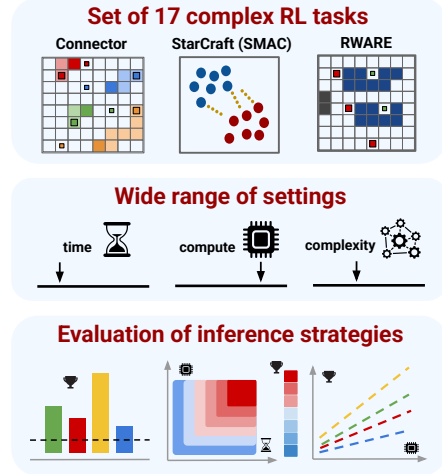 Set of 17 complex RL tasks
Connector StarCraft (SMAC) RWARE
Wide range of settings
time compute complexity
Evaluation of inference strategies